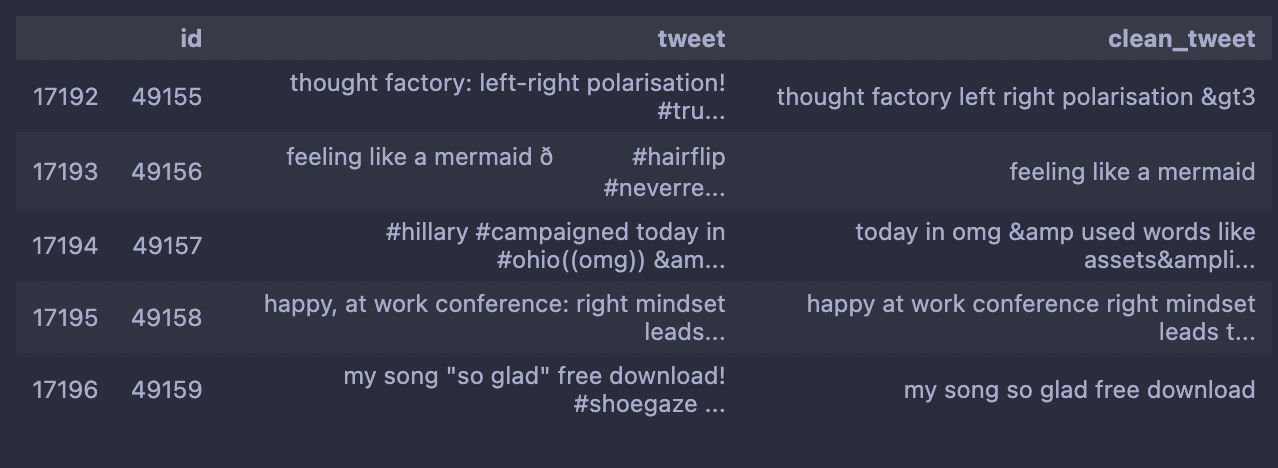 id tweet clean_tweet
17192 49155 thought factory: left-right polarisation! #tru... thought factory left right polarisation &gt3
17193 49156 feeling like a mermaid ð #hairflip #neverre... feeling like a mermaid
17194 49157 #hillary #campaigned today in #ohio((omg)) &am... today in omg &amp used words like assets&ampli...
17195 49158 happy, at work conference: right mindset leads... happy at work conference right mindset leads t...
17196 49159 my song "so glad" free download! #shoegaze ... my song so glad free download